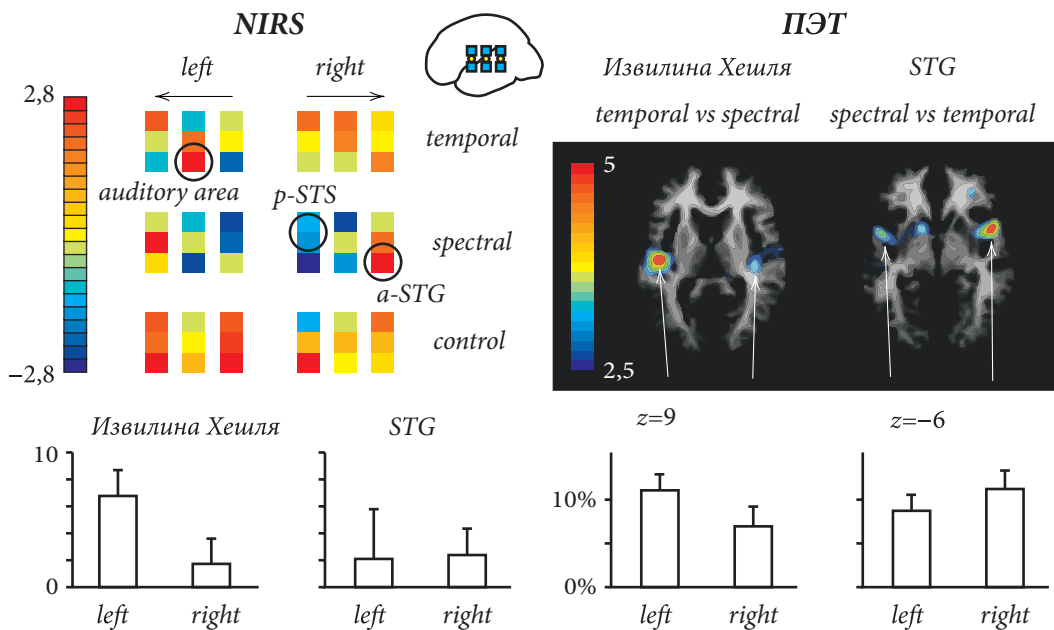 NIRS
ПЭТ
left
right
Извилина Хешля
STG
temporal vs spectral
spectral vs temporal
2,8
temporal
auditory area
p-STS
spectral
a-STG
control
−2,8
5
2,5
Извилина Хешля
STG
z=9
z=−6
10
0
left
right
left
right
10%
0%
left
right
left
right